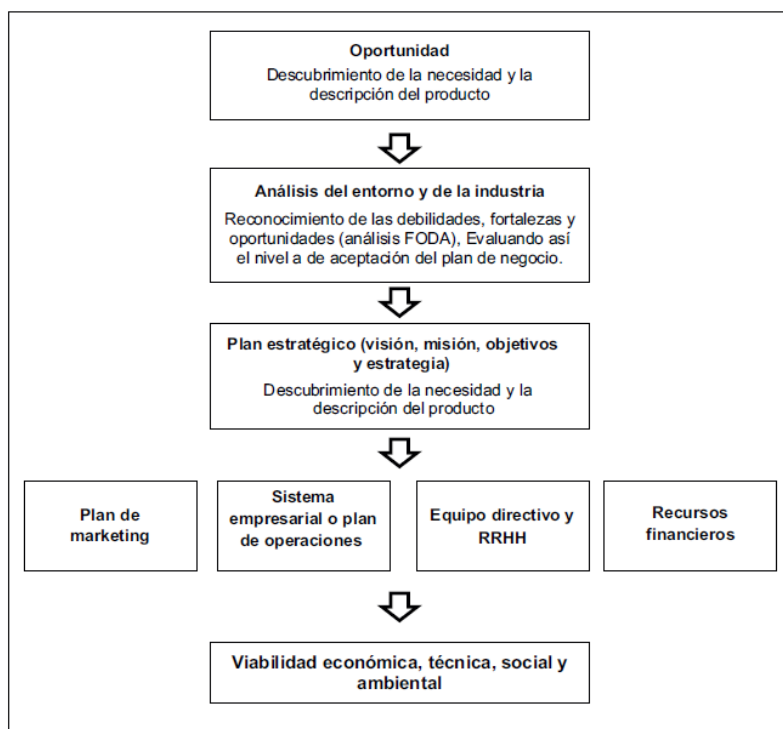 Oportunidad
Descubrimiento de la necesidad y la
descripción del producto
Análisis del entorno y de la industria
Reconocimiento de las debilidades, fortalezas y
oportunidades (análisis FODA), Evaluando así
el nivel a de aceptación del plan de negocio.
Plan estratégico (visión, misión, objetivos
y estrategia)
Descubrimiento de la necesidad y la
descripción del producto
Plan de
marketing
Sistema
empresarial o plan
de operaciones
Equipo directivo y
RRHH
Recursos
financieros
Viabilidad económica, técnica, social y
ambiental